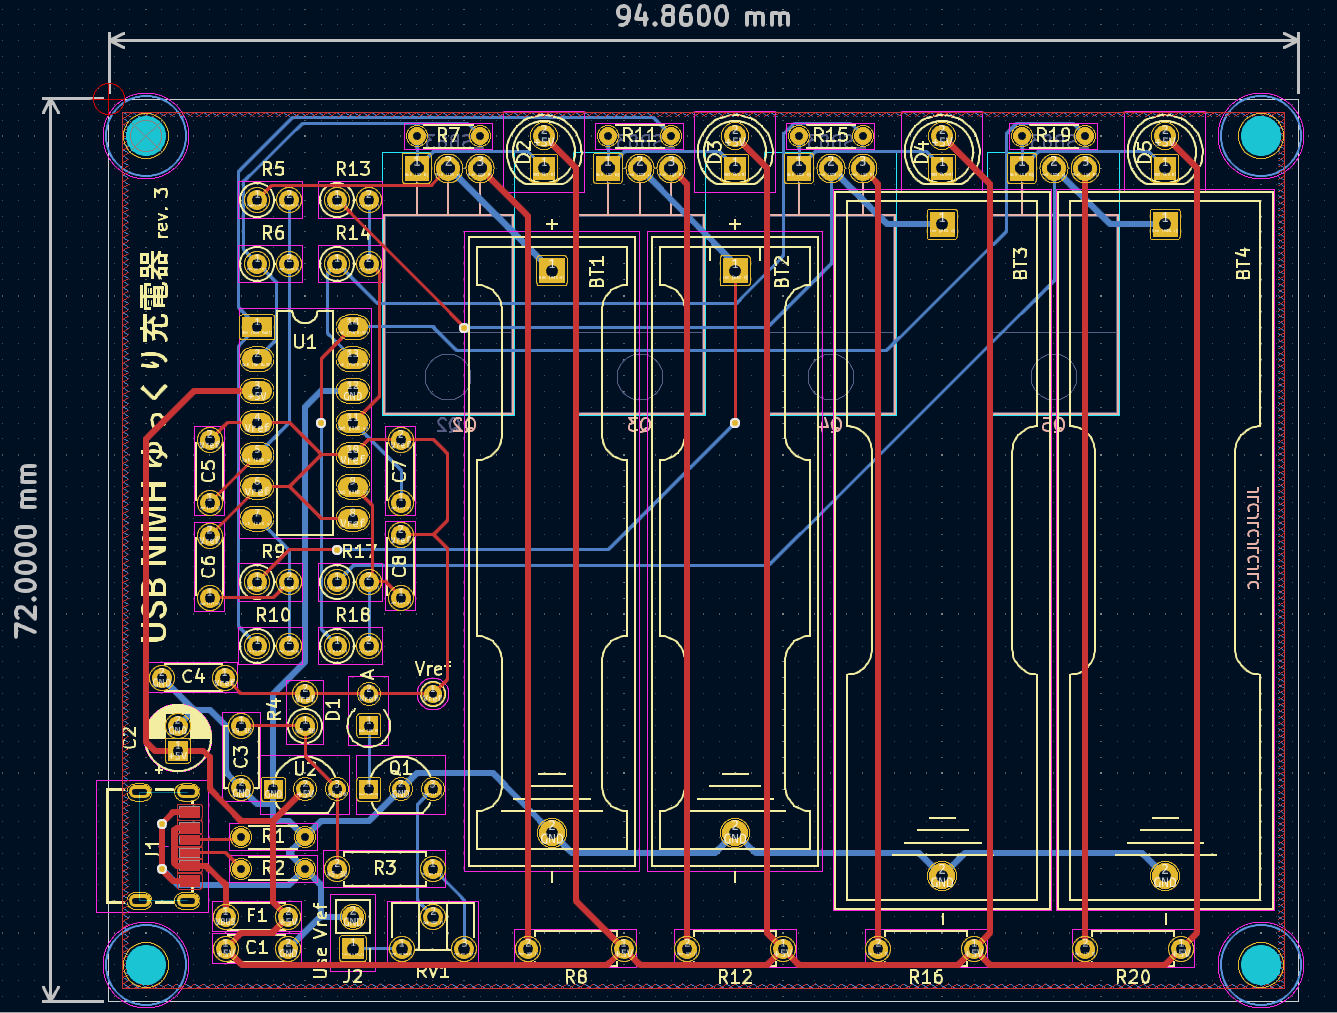 94.8600 mm
72.0000 mm
USB NiMH ゆっくり充電器 rev. 3
R7
D2
R11
D3
R15
D4
R19
D5
R5
R13
R6
R14
BT1
BT2
BT3
BT4
U1
Q2
Q3
Q4
Q5
C5
C7
C6
C8
R9
R17
R10
R18
C4
R4
D1
A
Vref
C2
C3
U2
Q1
J1
R1
R2
R3
F1
C1
Use Vref
J2
RV1
R8
R12
R16
R20